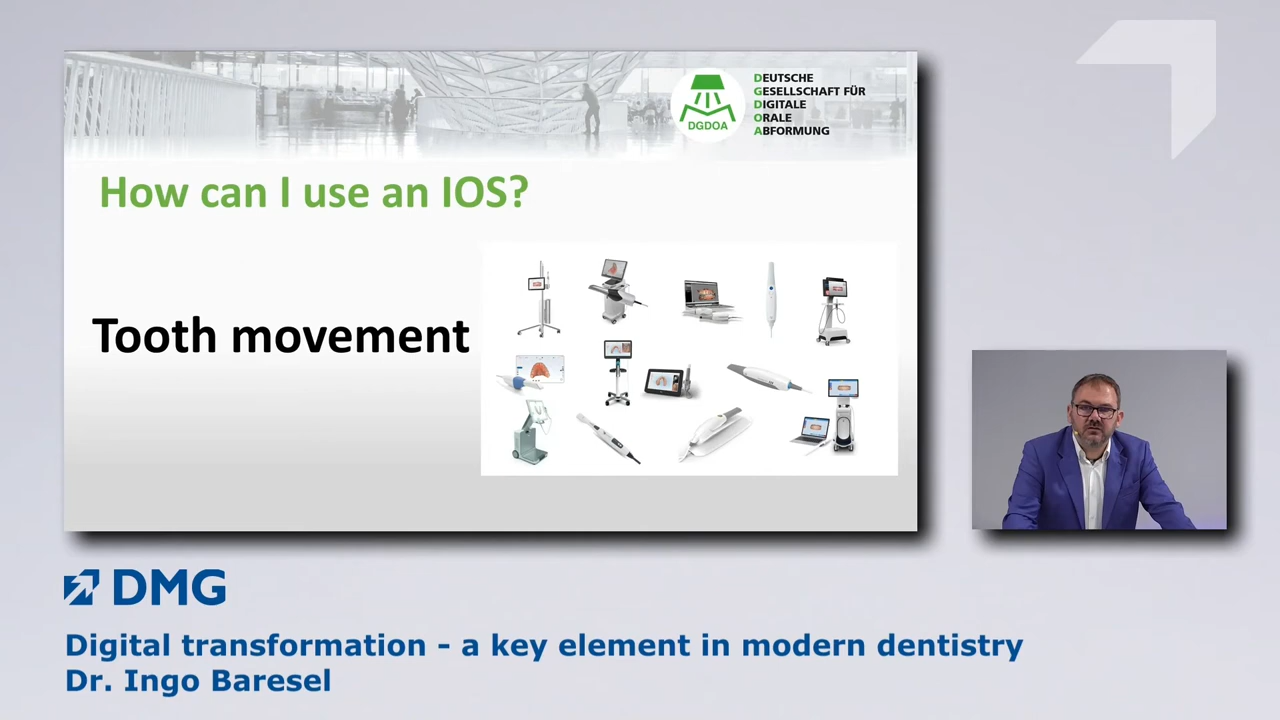 DEUTSCHE
GESELLSCHAFT FÜR
DIGITALE
ORALE
ABFORMUNG
DGDOA
How can I use an IOS?
Tooth movement
DMG
Digital transformation - a key element in modern dentistry
Dr. Ingo Baresel